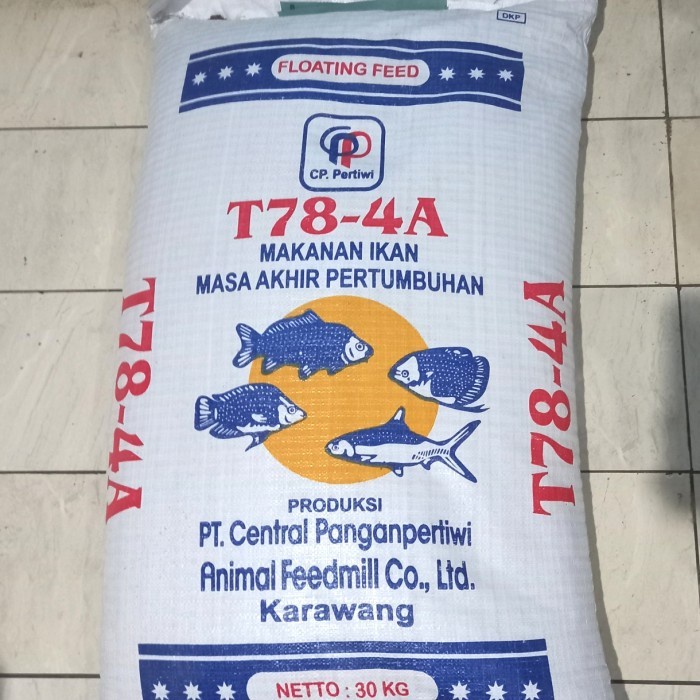 DKP
FLOATING FEED
CP. Pertiwi
T78-4A
MAKANAN IKAN
MASA AKHIR PERTUMBUHAN
T78-4A
T78-4A
PRODUKSI
PT. Central Panganpertiwi
Animal Feedmill Co., Ltd.
Karawang
NETTO : 30 KG